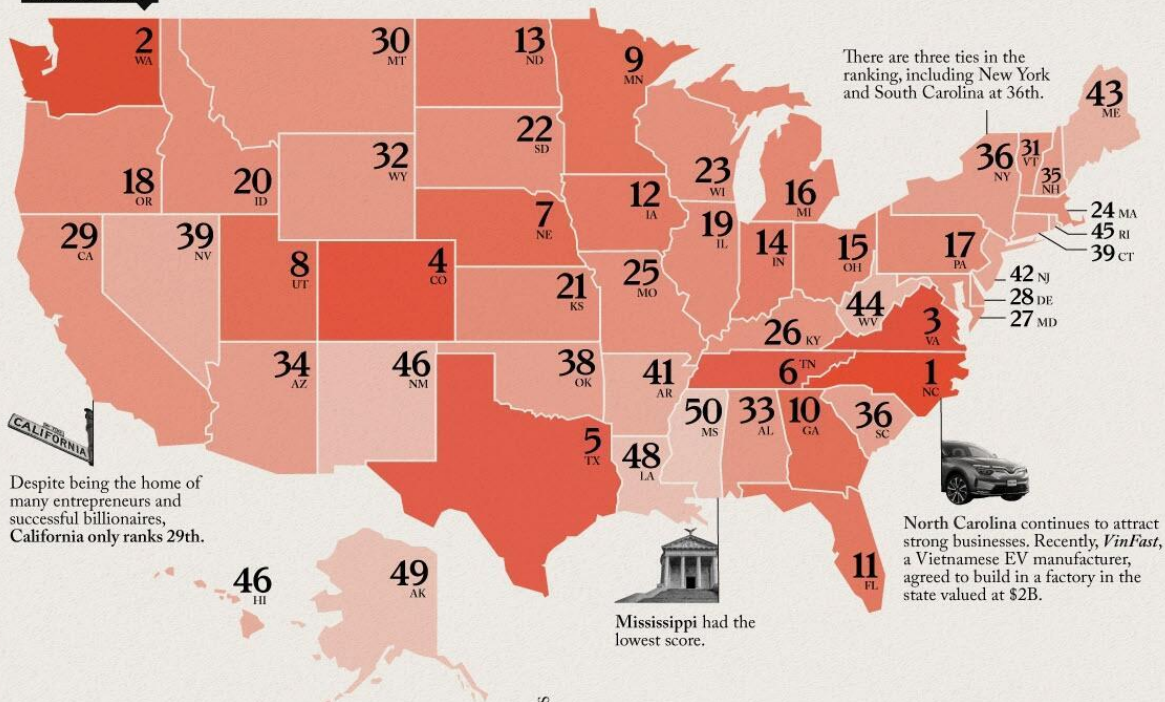 2
WA
30
MT
13
ND
9
MN
There are three ties in the
ranking, including New York
and South Carolina at 36th.
43
ME
22
SD
32
WY
18
OR
20
ID
23
WI
16
MI
36
NY
31
VT
35
NH
24 MA
45 RI
39 CT
29
CA
39
NV
8
UT
4
CO
7
NE
12
IA
19
IL
14
IN
15
OH
17
PA
42 NJ
28 DE
27 MD
21
KS
25
MO
26 KY
44
WV
3
VA
34
AZ
46
NM
38
OK
41
AR
6 TN
1
NC
5
TX
48
LA
50
MS
33
AL
10
GA
36
SC
11
FL
CALIFORNIA
Despite being the home of
many entrepreneurs and
successful billionaires,
California only ranks 29th.
46
HI
49
AK
Mississippi had the
lowest score.
North Carolina continues to attract
strong businesses. Recently, VinFast,
a Vietnamese EV manufacturer,
agreed to build in a factory in the
state valued at $2B.